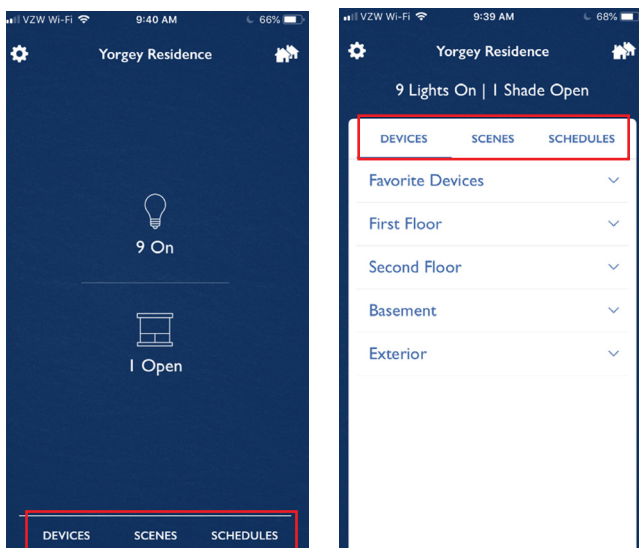 VZW Wi-Fi 9:40 AM 66%
Yorgey Residence
9 On
1 Open
DEVICES SCENES SCHEDULES
VZW Wi-Fi 9:39 AM 68%
Yorgey Residence
9 Lights On | 1 Shade Open
DEVICES SCENES SCHEDULES
Favorite Devices
First Floor
Second Floor
Basement
Exterior